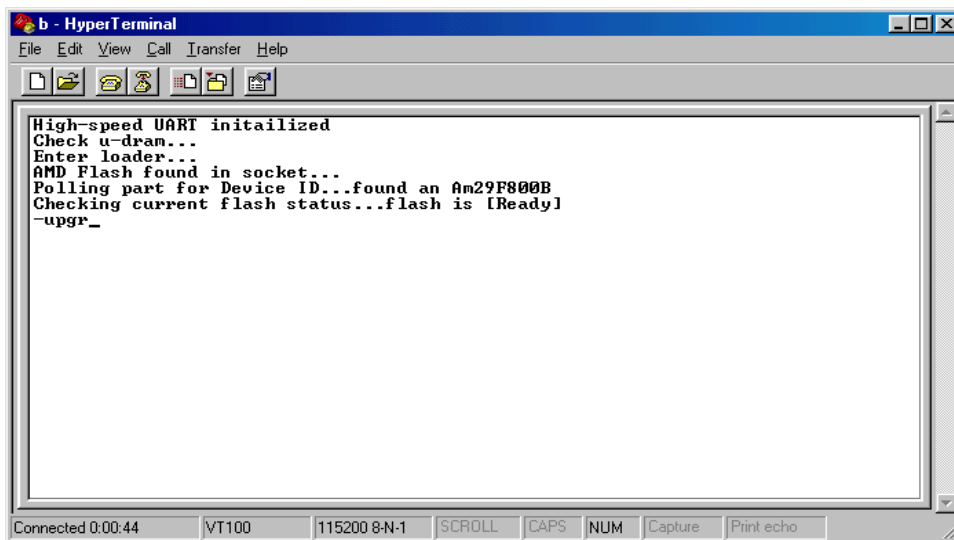 b - HyperTerminal
File Edit View Call Transfer Help
High-speed UART initailized
Check u-dram...
Enter loader...
AMD Flash found in socket...
Polling part for Device ID...found an Am29F800B
Checking current flash status...flash is [Ready]
-upgr_
Connected 0:00:44 VT100 115200 8-N-1 SCROLL CAPS NUM Capture Print echo